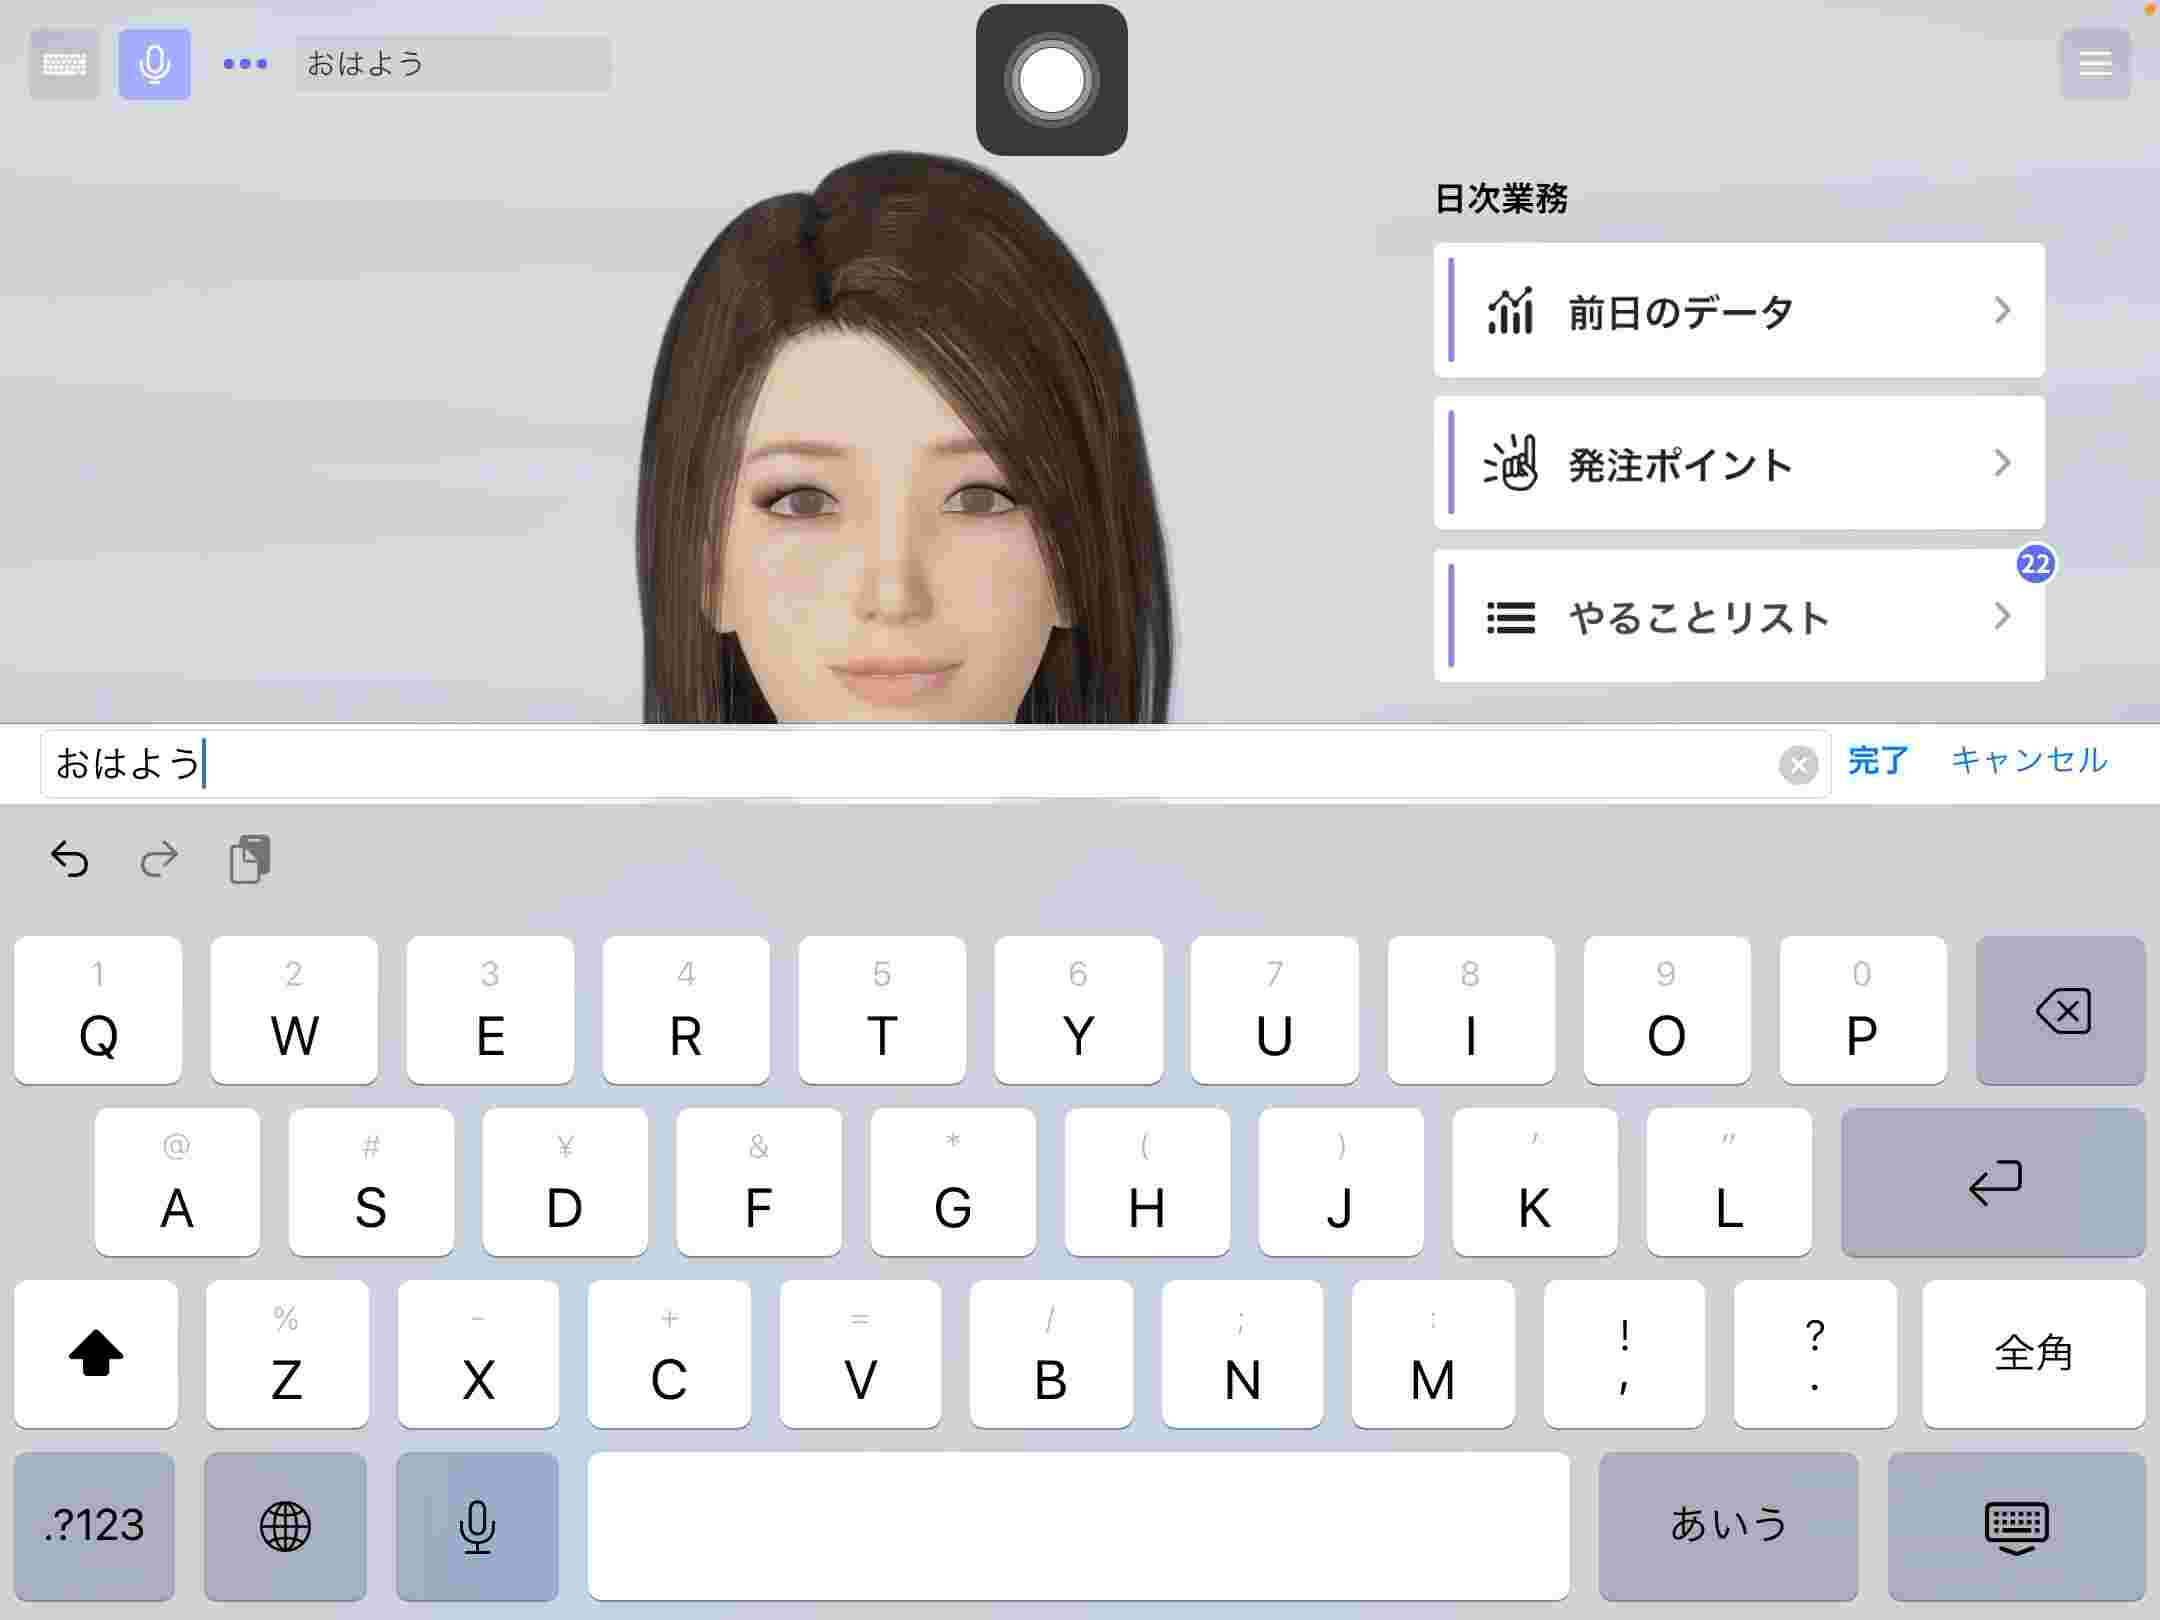 おはよう
日次業務
前日のデータ
発注ポイント
22
やることリスト
おはよう
完了 キャンセル
1 2 3 4 5 6 7 8 9 0
Q W E R T Y U I O P
@ # ¥ & * ( ) ′ ″
A S D F G H J K L
% - + = / ; : ! ?
Z X C V B N M , . 全角
.?123 あいう